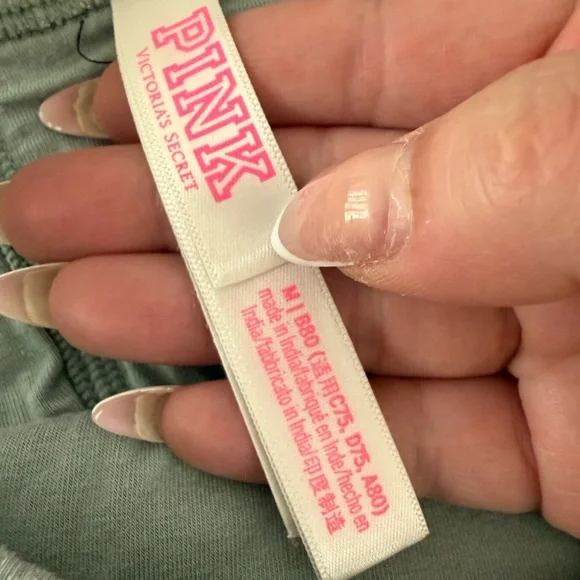 PINK
VICTORIA'S SECRET
M | B80 (适用C75, D75, A80)
made in India/fabriqué en Inde/hecho en
India/fabricato in India/印度制造